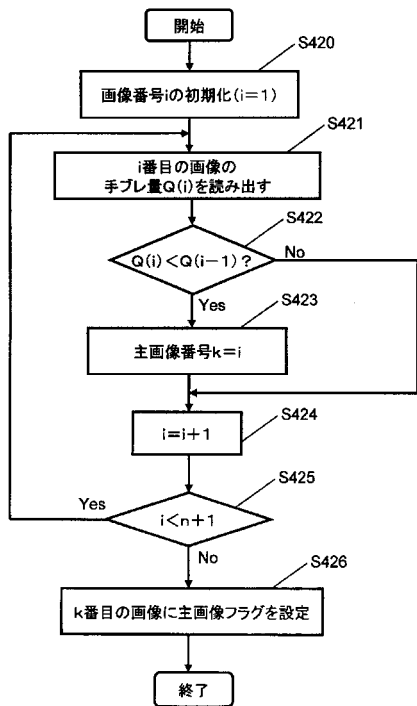 開始
S420
画像番号iの初期化(i=1)
S421
i番目の画像の
手ブレ量Q(i)を読み出す
S422
Q(i)<Q(i-1)?
No
Yes
S423
主画像番号k=i
S424
i=i+1
S425
Yes
i<n+1
No
S426
k番目の画像に主画像フラグを設定
終了